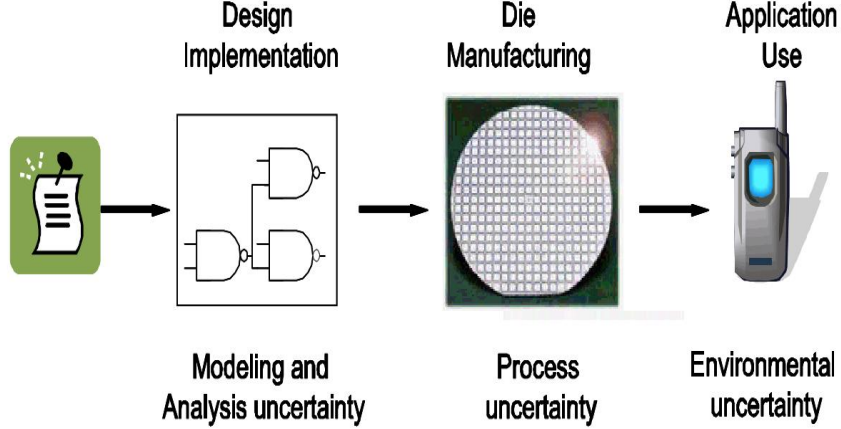 Design
Implementation
Die
Manufacturing
Application
Use
Modeling and
Analysis uncertainty
Process
uncertainty
Environmental
uncertainty